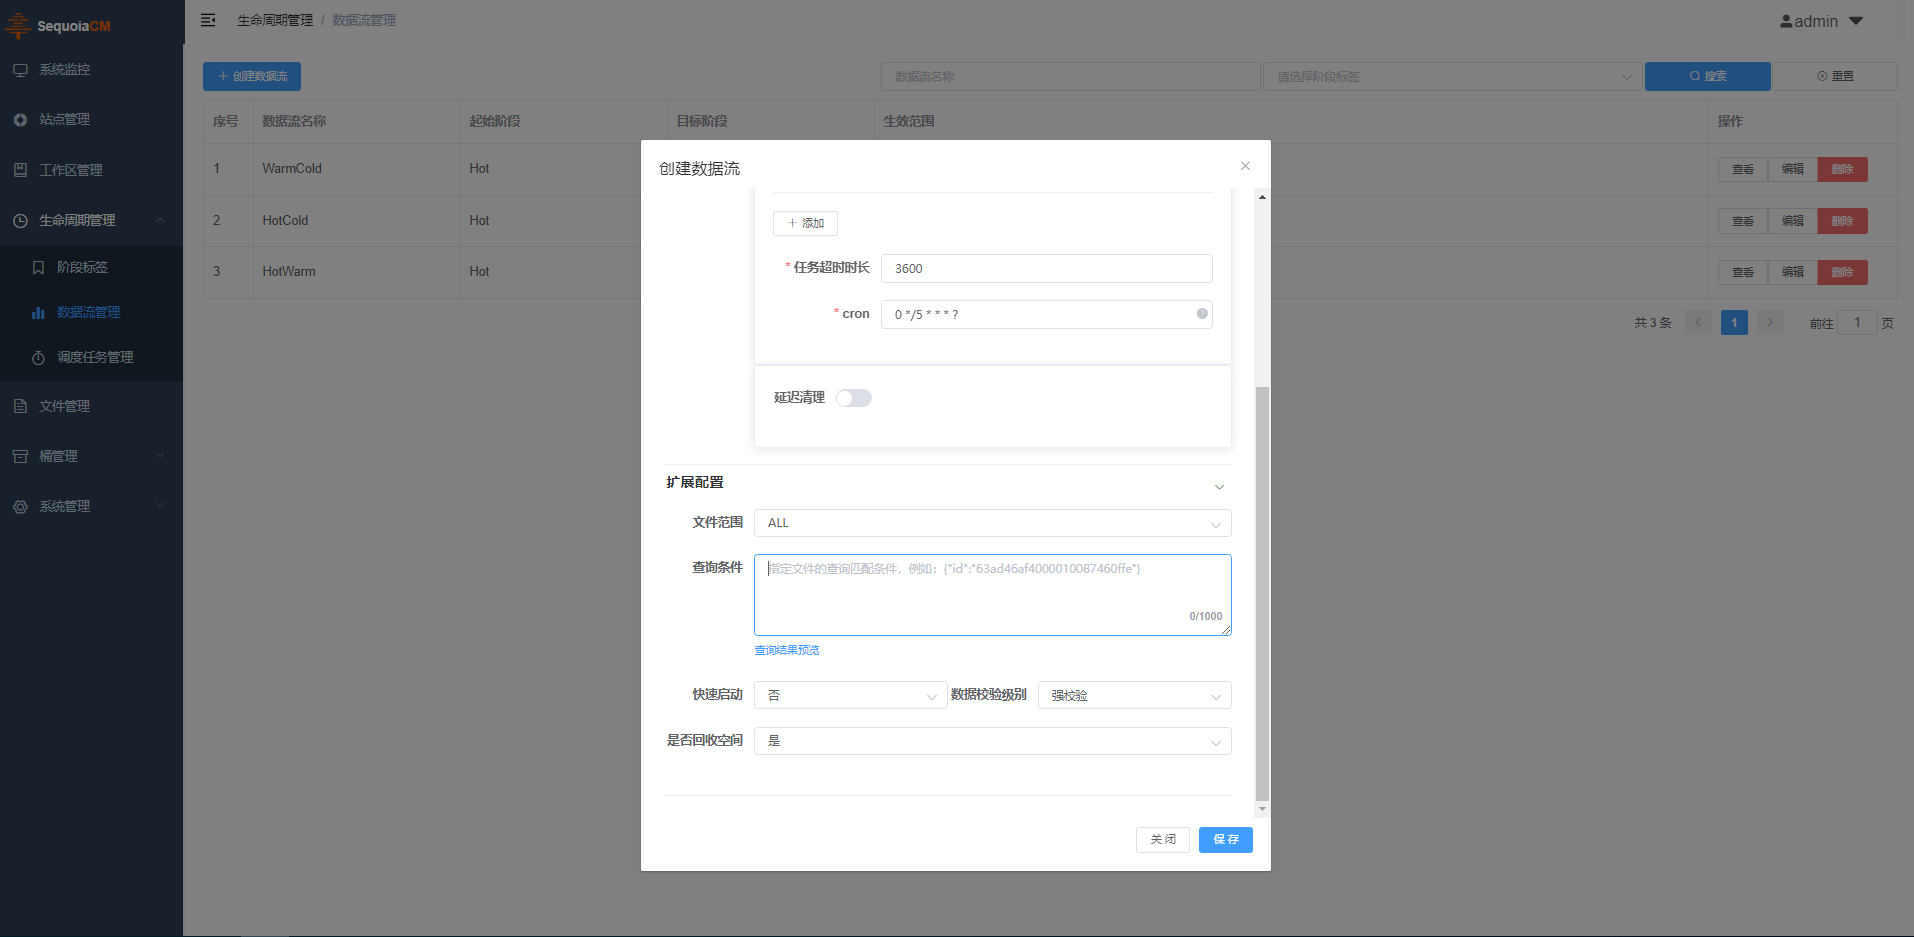 SequoiaCM
生命周期管理 / 数据流管理
admin
系统监控
站点管理
工作区管理
生命周期管理
阶段标签
数据流管理
调度任务管理
文件管理
桶管理
系统管理
创建数据流
数据流名称
请选择阶段标签
搜索
重置
序号 数据流名称 起始阶段 目标阶段 生效范围 操作
1 WarmCold Hot 查看 编辑 删除
2 HotCold Hot 查看 编辑 删除
3 HotWarm Hot 查看 编辑 删除
共 3 条 1 前往 1 页
创建数据流
添加
* 任务超时时长 3600
* cron 0 */5 * * * ?
延迟清理
扩展配置
文件范围 ALL
查询条件 指定文件的查询匹配条件，例如：{"id":"63ad46af4000010087460ffe"}
0/1000
查询结果预览
快速启动 否 数据校验级别 强校验
是否回收空间 是
关 闭 保 存